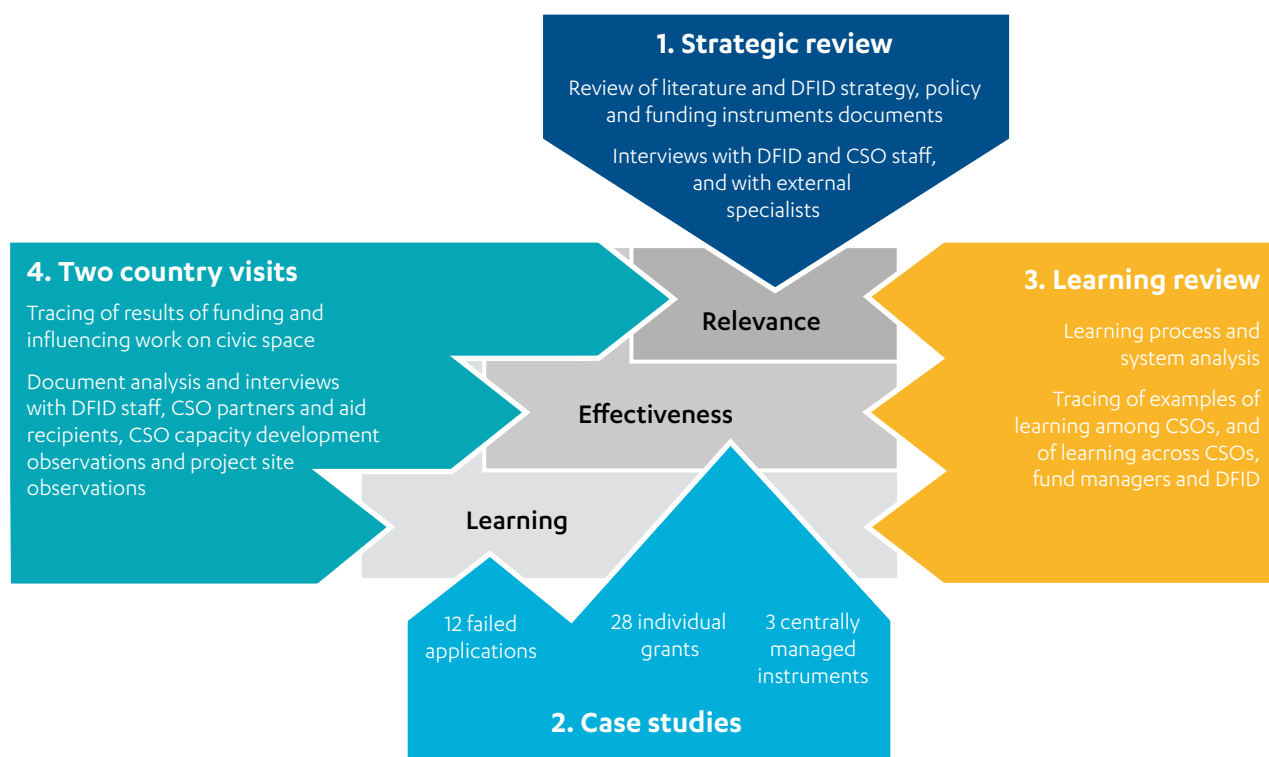 1. Strategic review
Review of literature and DFID strategy, policy
and funding instruments documents
Interviews with DFID and CSO staff,
and with external
specialists
4. Two country visits
Tracing of results of funding and
influencing work on civic space
Document analysis and interviews
with DFID staff, CSO partners and aid
recipients, CSO capacity development
observations and project site
observations
Relevance
Effectiveness
Learning
3. Learning review
Learning process and
system analysis
Tracing of examples of
learning among CSOs, and
of learning across CSOs,
fund managers and DFID
12 failed
applications
28 individual
grants
3 centrally
managed
instruments
2. Case studies